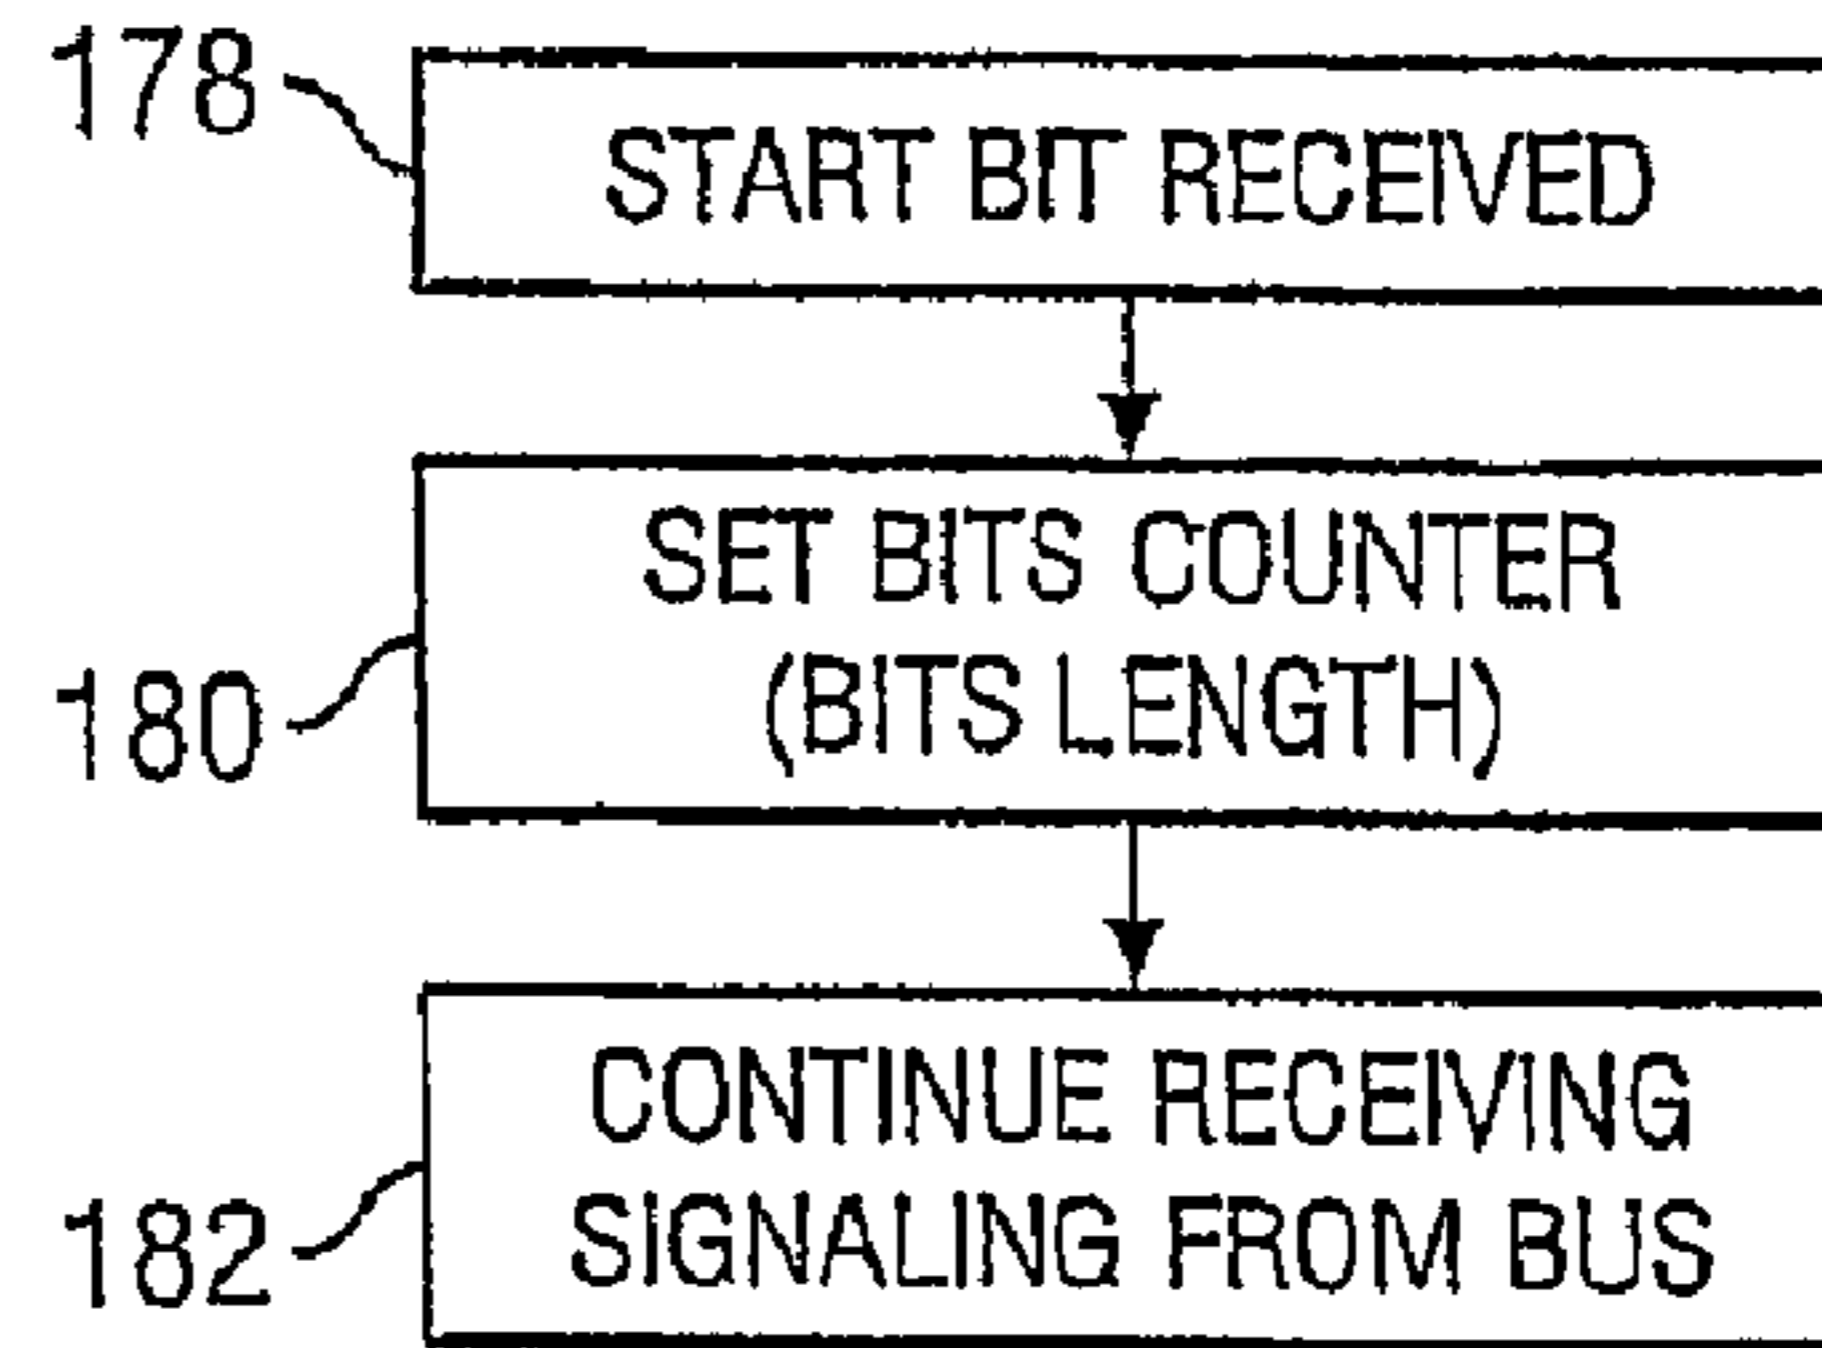 178
START BIT RECEIVED
SET BITS COUNTER
(BITS LENGTH)
180
CONTINUE RECEIVING
SIGNALING FROM BUS
182